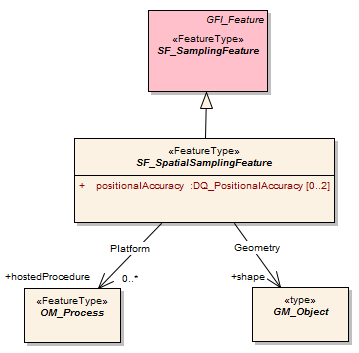 GFI_Feature
«FeatureType»
SF_SamplingFeature
«FeatureType»
SF_SpatialSamplingFeature
+ positionalAccuracy :DQ_PositionalAccuracy [0..2]
Platform
Geometry
+hostedProcedure
0..*
+shape
«FeatureType»
OM_Process
«type»
GM_Object